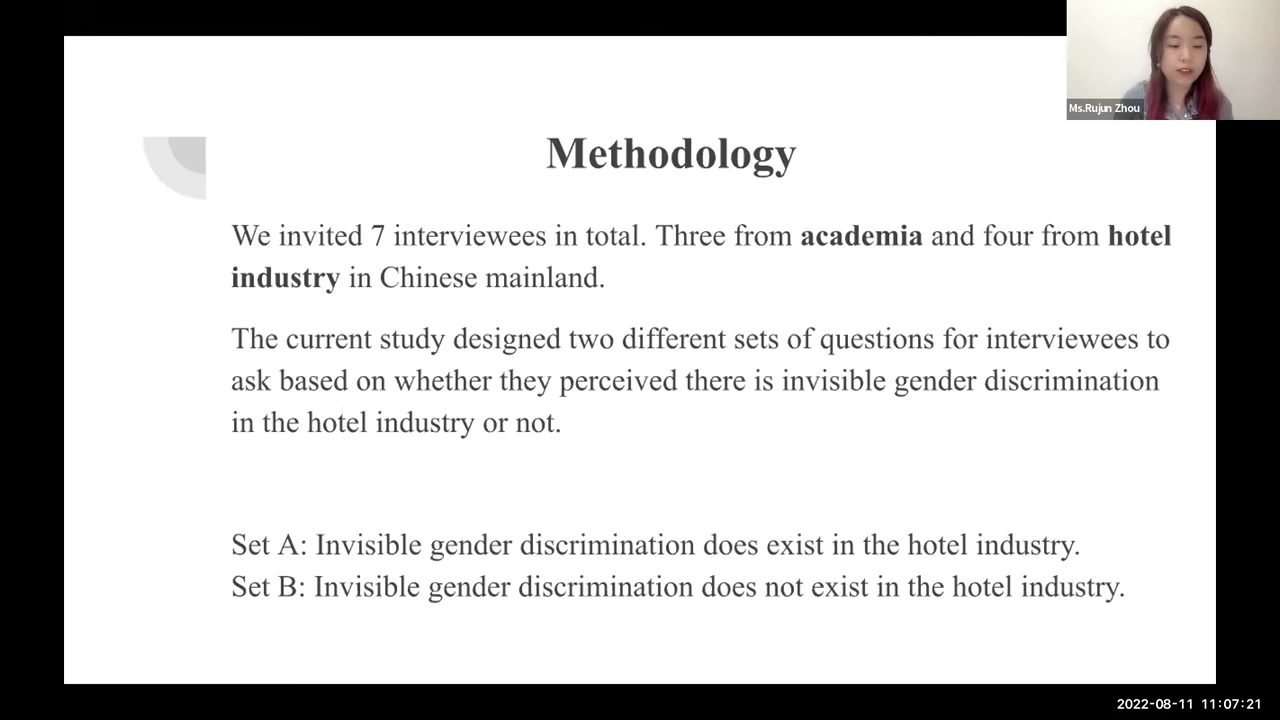 Ms.Rujun Zhou
Methodology
We invited 7 interviewees in total. Three from academia and four from hotel
industry in Chinese mainland.
The current study designed two different sets of questions for interviewees to
ask based on whether they perceived there is invisible gender discrimination
in the hotel industry or not.
Set A: Invisible gender discrimination does exist in the hotel industry.
Set B: Invisible gender discrimination does not exist in the hotel industry.
2022-08-11 11:07:21